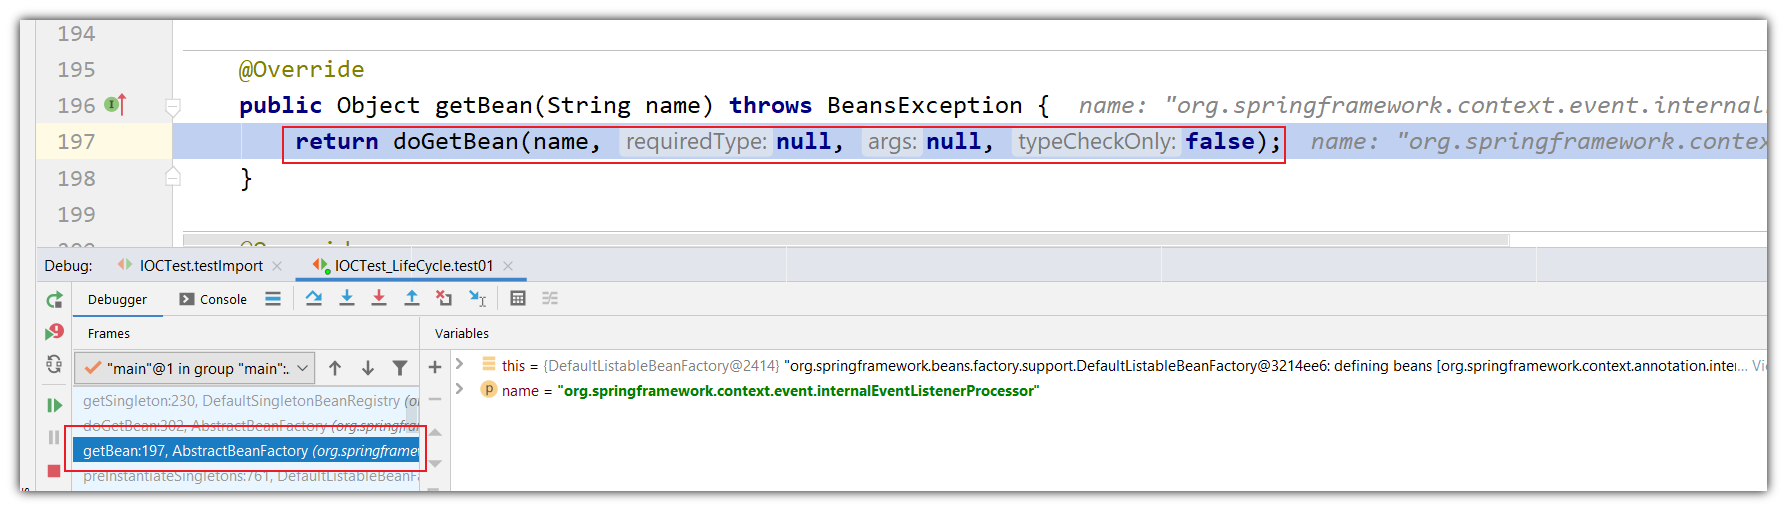 194
195 @Override
196 public Object getBean(String name) throws BeansException { name: "org.springframework.context.event.internal
197 return doGetBean(name, requiredType: null, args: null, typeCheckOnly: false); name: "org.springframework.contex
198 }
199
@Override
Debug: IOCTest.testImport × IOCTest_LifeCycle.test01 ×
Debugger Console
Frames Variables
"main"@1 in group "main":.
this = {DefaultListableBeanFactory@2414} "org.springframework.beans.factory.support.DefaultListableBeanFactory@3214ee6: defining beans [org.springframework.context.annotation.inter... Vi
name = "org.springframework.context.event.internalEventListenerProcessor"
getSingleton:230, DefaultSingletonBeanRegistry (o
doGetBean:302, AbstractBeanFactory (org.springfra
getBean:197, AbstractBeanFactory (org.springframew
preInstantiateSingletons:761, DefaultListableBeanFa